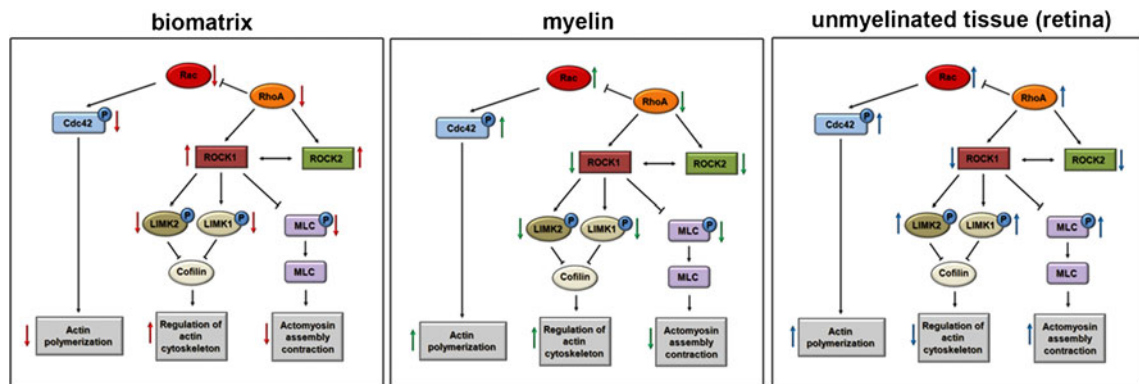 biomatrix
Rac
RhoA
Cdc42
P
ROCK1
ROCK2
LIMK2
P
LIMK1
P
MLC
P
Cofilin
MLC
Actin
polymerization
Regulation of
actin
cytoskeleton
Actomyosin
assembly
contraction
myelin
Rac
RhoA
Cdc42
P
ROCK1
ROCK2
LIMK2
P
LIMK1
P
MLC
P
Cofilin
MLC
Actin
polymerization
Regulation of
actin
cytoskeleton
Actomyosin
assembly
contraction
unmyelinated tissue (retina)
Rac
RhoA
Cdc42
P
ROCK1
ROCK2
LIMK2
P
LIMK1
P
MLC
P
Cofilin
MLC
Actin
polymerization
Regulation of
actin
cytoskeleton
Actomyosin
assembly
contraction